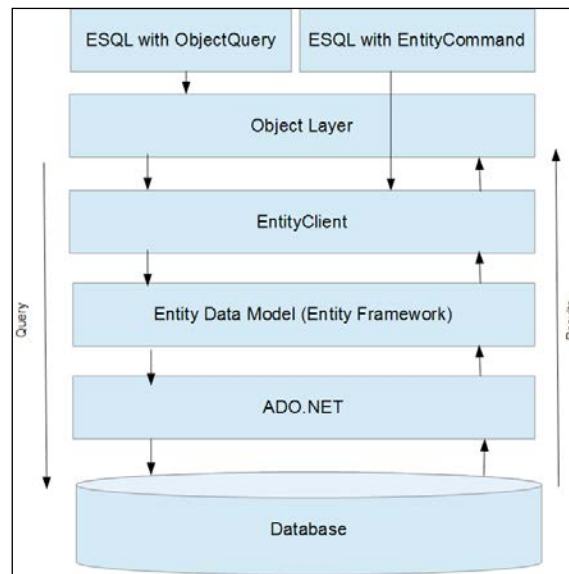 ESQL with ObjectQuery
ESQL with EntityCommand
Object Layer
EntityClient
Query
Entity Data Model (Entity Framework)
ADO.NET
Database